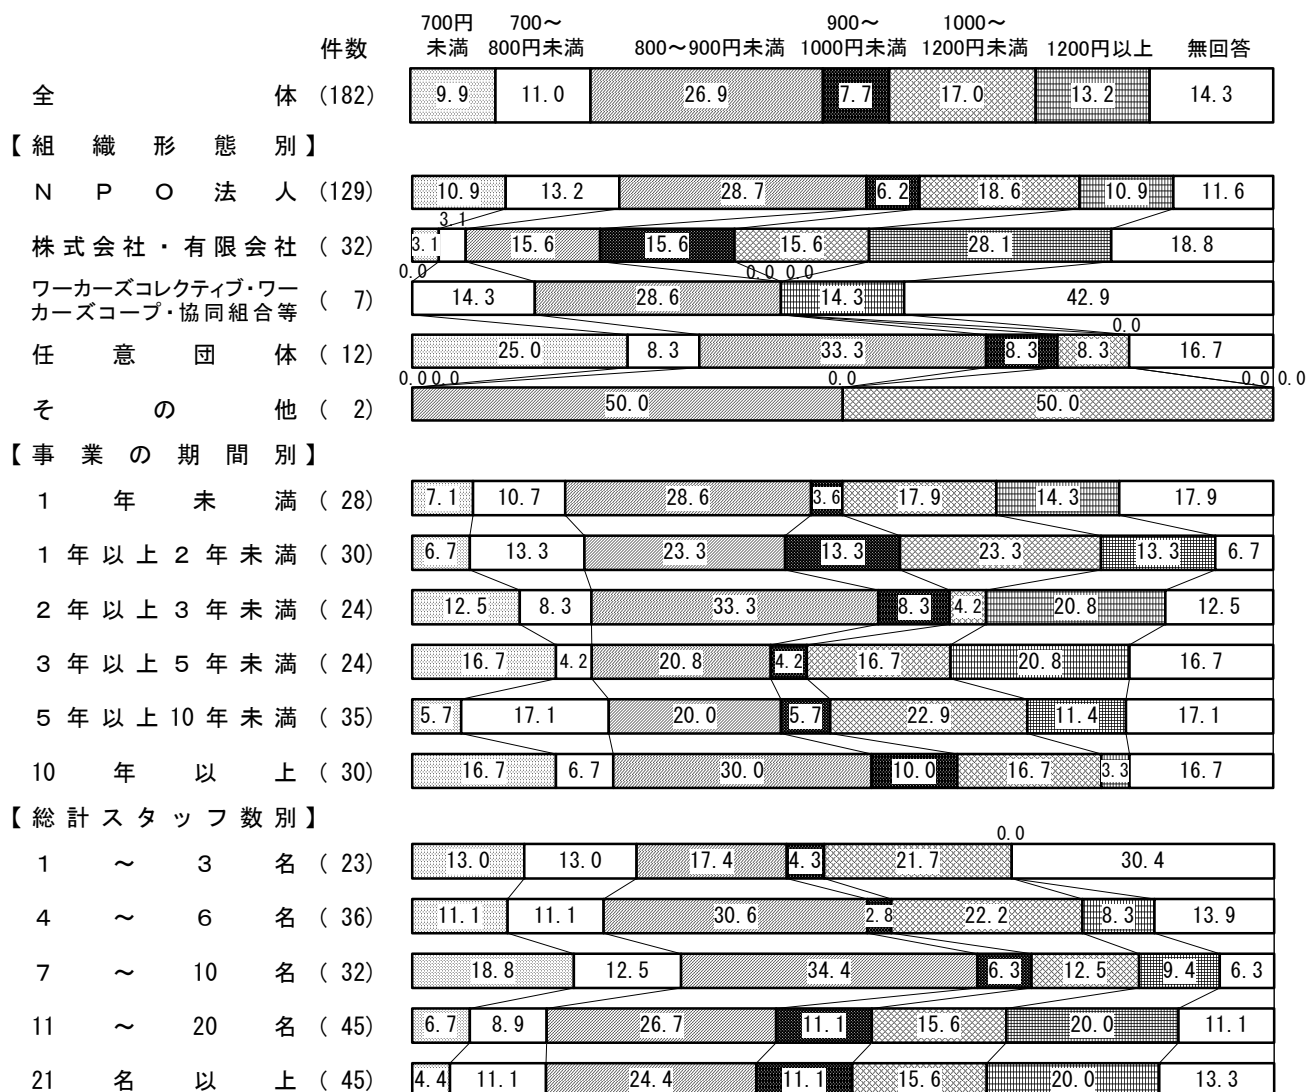 700円 700～ 900～ 1000～
件数 未満 800円未満 800～900円未満 1000円未満 1200円未満 1200円以上 無回答
全体 (182) 9.9 11.0 26.9 7.7 17.0 13.2 14.3
【組織形態別】
ＮＰＯ法人 (129) 10.9 13.2 28.7 6.2 18.6 10.9 11.6
3.1
株式会社・有限会社 ( 32) 3.1 15.6 15.6 15.6 28.1 18.8
0.0 0.0 0.0
ワーカーズコレクティブ・ワー
カーズコープ・協同組合等 ( 7) 14.3 28.6 14.3 42.9
0.0
任意団体 ( 12) 25.0 8.3 33.3 8.3 8.3 16.7
0.0 0.0 0.0 0.0 0.0
その他 ( 2) 50.0 50.0
【事業の期間別】
１年未満 ( 28) 7.1 10.7 28.6 3.6 17.9 14.3 17.9
１年以上２年未満 ( 30) 6.7 13.3 23.3 13.3 23.3 13.3 6.7
２年以上３年未満 ( 24) 12.5 8.3 33.3 8.3 4.2 20.8 12.5
３年以上５年未満 ( 24) 16.7 4.2 20.8 4.2 16.7 20.8 16.7
５年以上10年未満 ( 35) 5.7 17.1 20.0 5.7 22.9 11.4 17.1
10年以上 ( 30) 16.7 6.7 30.0 10.0 16.7 3.3 16.7
【総計スタッフ数別】
0.0
１～３名 ( 23) 13.0 13.0 17.4 4.3 21.7 30.4
４～６名 ( 36) 11.1 11.1 30.6 2.8 22.2 8.3 13.9
７～10名 ( 32) 18.8 12.5 34.4 6.3 12.5 9.4 6.3
11～20名 ( 45) 6.7 8.9 26.7 11.1 15.6 20.0 11.1
21名以上 ( 45) 4.4 11.1 24.4 11.1 15.6 20.0 13.3